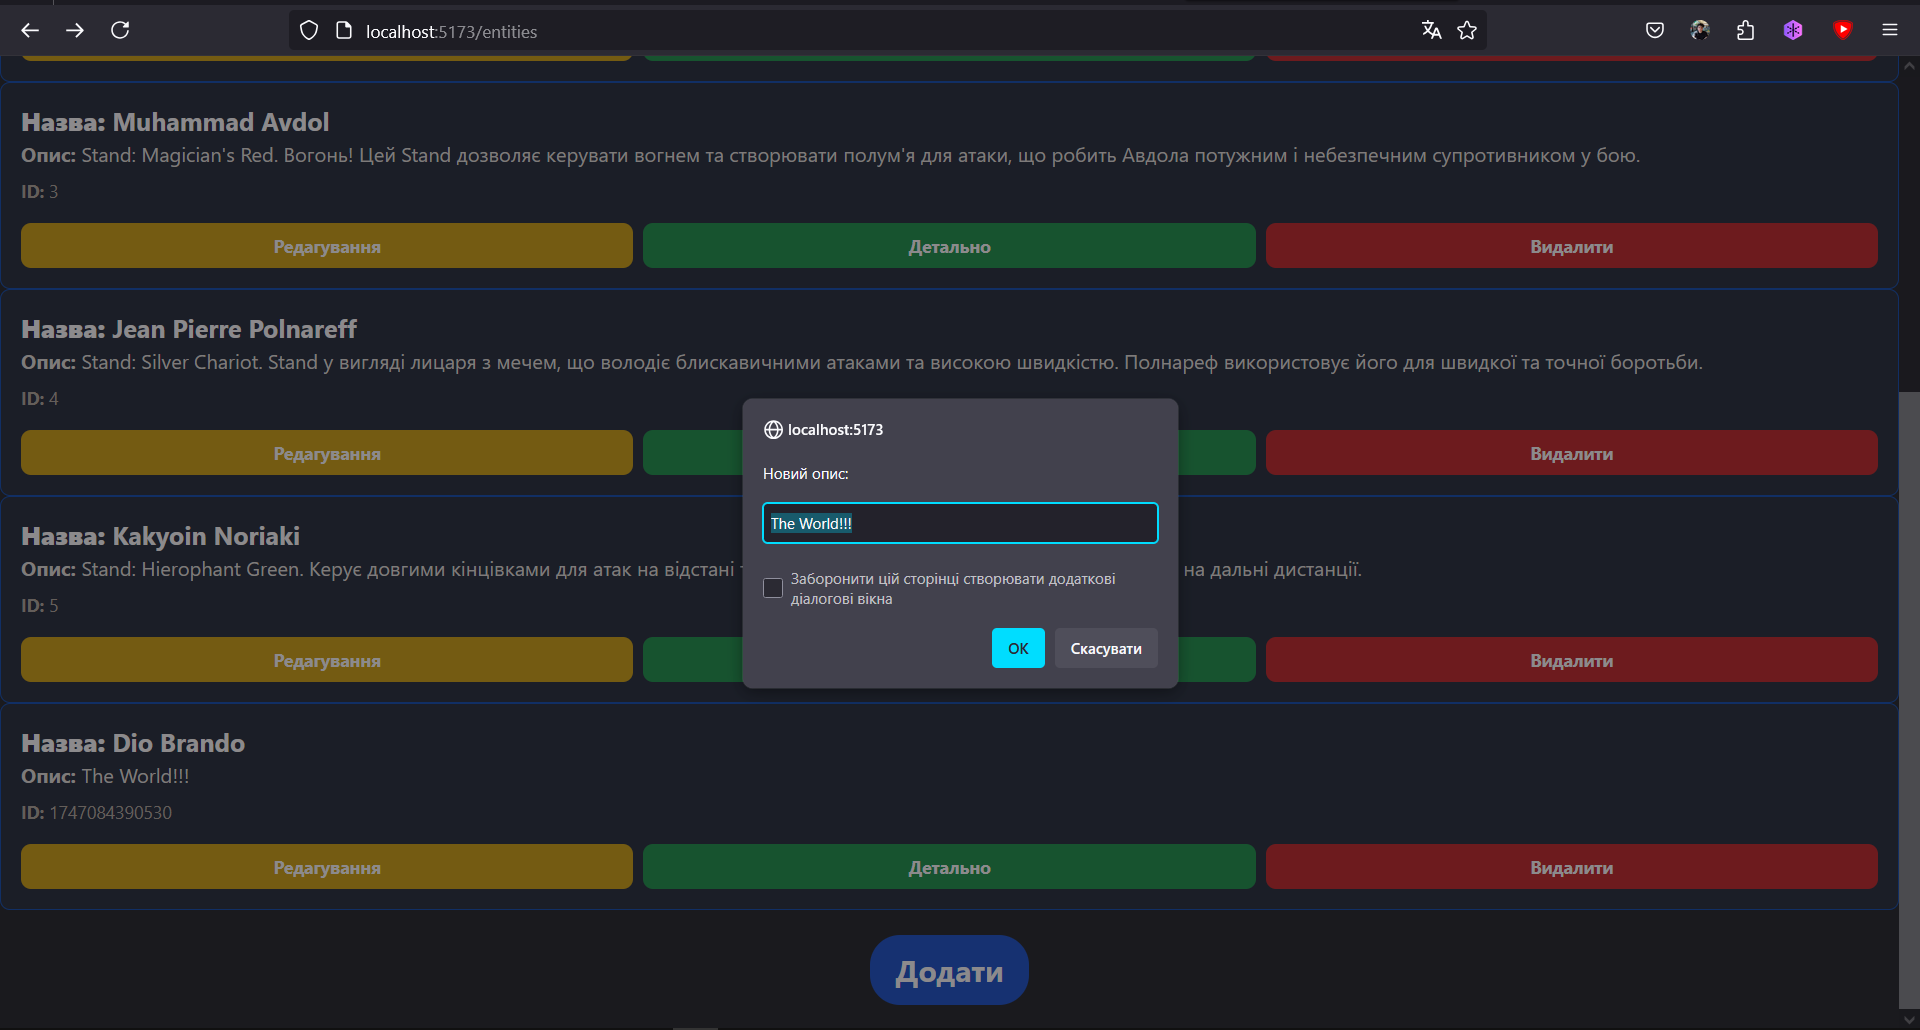 localhost:5173/entities
Назва: Muhammad Avdol
Опис: Stand: Magician's Red. Вогонь! Цей Stand дозволяє керувати вогнем та створювати полум'я для атаки, що робить Авдола потужним і небезпечним супротивником у бою.
ID: 3
Редагування Детально Видалити
Назва: Jean Pierre Polnareff
Опис: Stand: Silver Chariot. Stand у вигляді лицаря з мечем, що володіє блискавичними атаками та високою швидкістю. Полнареф використовує його для швидкої та точної боротьби.
ID: 4
Редагування Видалити
localhost:5173
Новий опис:
The World!!!
Заборонити цій сторінці створювати додаткові
діалогові вікна
OK Скасувати
Назва: Kakyoin Noriaki
Опис: Stand: Hierophant Green. Керує довгими кінцівками для атак на відстані на дальні дистанції.
ID: 5
Редагування Видалити
Назва: Dio Brando
Опис: The World!!!
ID: 1747084390530
Редагування Детально Видалити
Додати